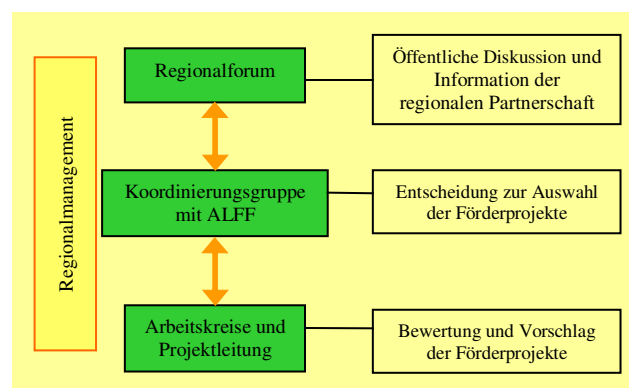 Regionalmanagement
Regionalforum
Öffentliche Diskussion und
Information der
regionalen Partnerschaft
Koordinierungsgruppe
mit ALFF
Entscheidung zur Auswahl
der Förderprojekte
Arbeitskreise und
Projektleitung
Bewertung und Vorschlag
der Förderprojekte